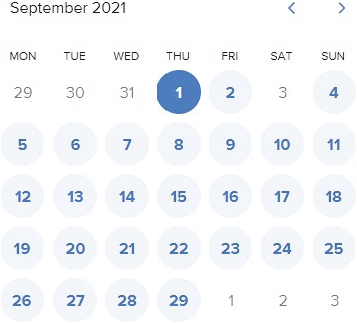 September 2021
MON TUE WED THU FRI SAT SUN
29 30 31 1 2 3 4
5 6 7 8 9 10 11
12 13 14 15 16 17 18
19 20 21 22 23 24 25
26 27 28 29 1 2 3